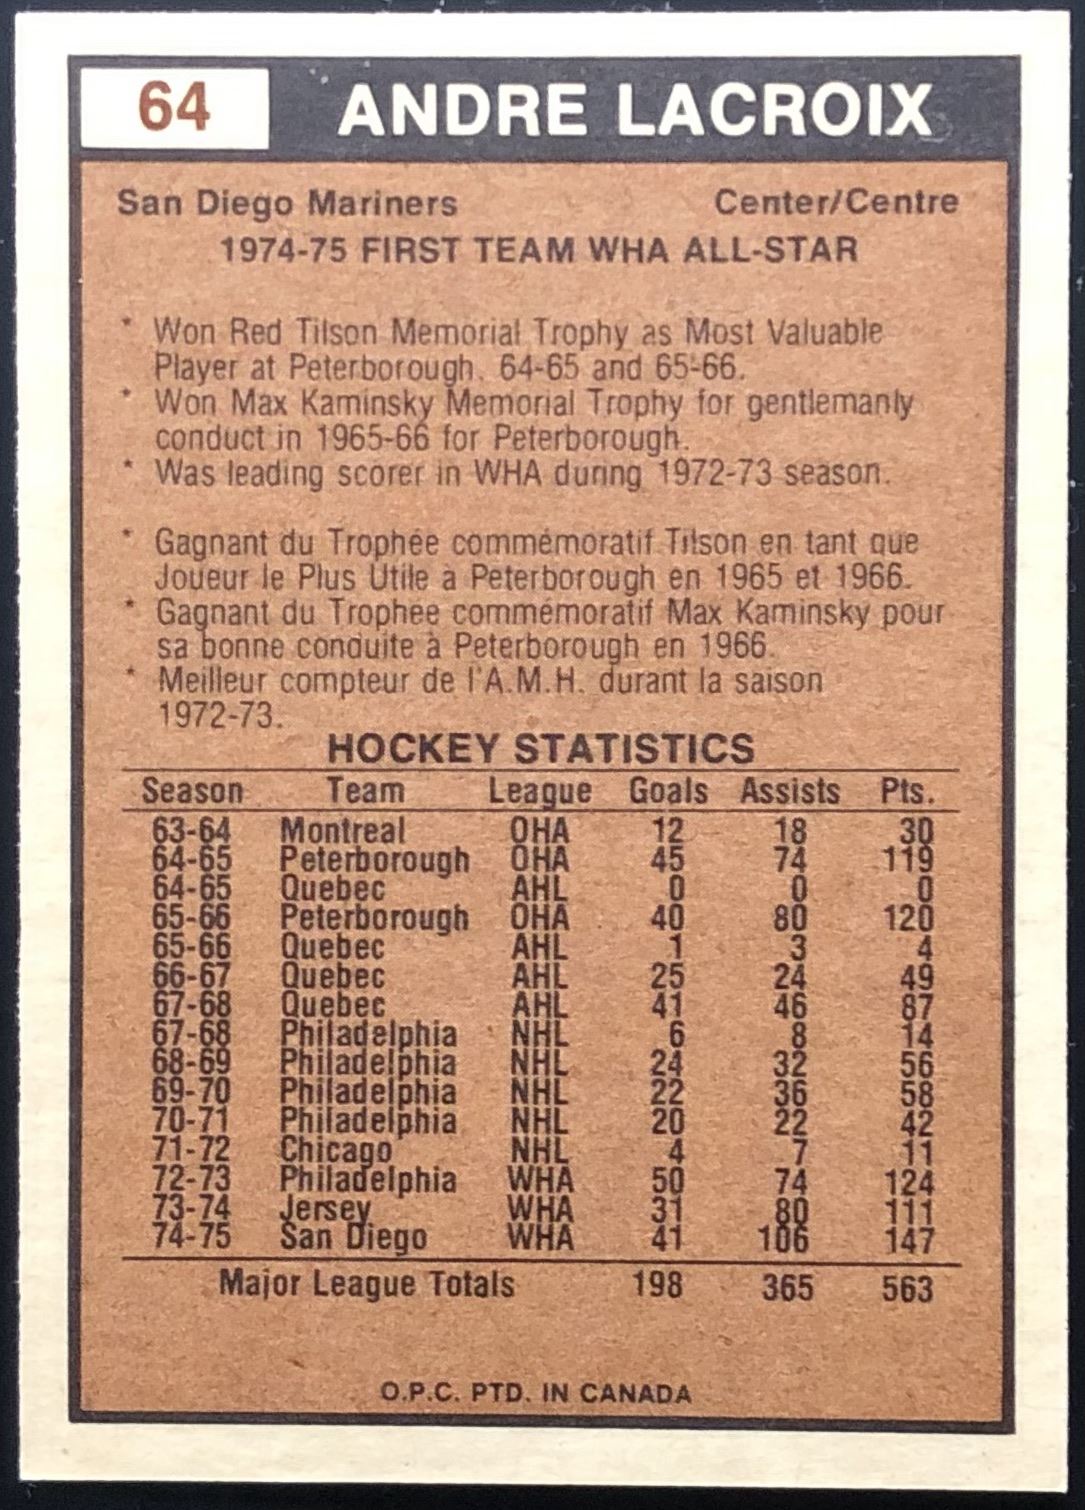 64 ANDRE LACROIX
San Diego Mariners Center/Centre
1974-75 FIRST TEAM WHA ALL-STAR
* Won Red Tilson Memorial Trophy as Most Valuable
Player at Peterborough, 64-65 and 65-66.
* Won Max Kaminsky Memorial Trophy for gentlemanly
conduct in 1965-66 for Peterborough.
* Was leading scorer in WHA during 1972-73 season.
* Gagnant du Trophée commémoratif Tilson en tant que
Joueur le Plus Utile à Peterborough en 1965 et 1966.
* Gagnant du Trophée commémoratif Max Kaminsky pour
sa bonne conduite à Peterborough en 1966.
* Meilleur compteur de l'A.M.H. durant la saison
1972-73.
HOCKEY STATISTICS
Season Team League Goals Assists Pts.
63-64 Montreal OHA 12 18 30
64-65 Peterborough OHA 45 74 119
64-65 Quebec AHL 0 0 0
65-66 Peterborough OHA 40 80 120
65-66 Quebec AHL 1 3 4
66-67 Quebec AHL 25 24 49
67-68 Quebec AHL 41 46 87
67-68 Philadelphia NHL 6 8 14
68-69 Philadelphia NHL 24 32 56
69-70 Philadelphia NHL 22 36 58
70-71 Philadelphia NHL 20 22 42
71-72 Chicago NHL 4 7 11
72-73 Philadelphia WHA 50 74 124
73-74 Jersey WHA 31 80 111
74-75 San Diego WHA 41 106 147
Major League Totals 198 365 563
O.P.C. PTD. IN CANADA